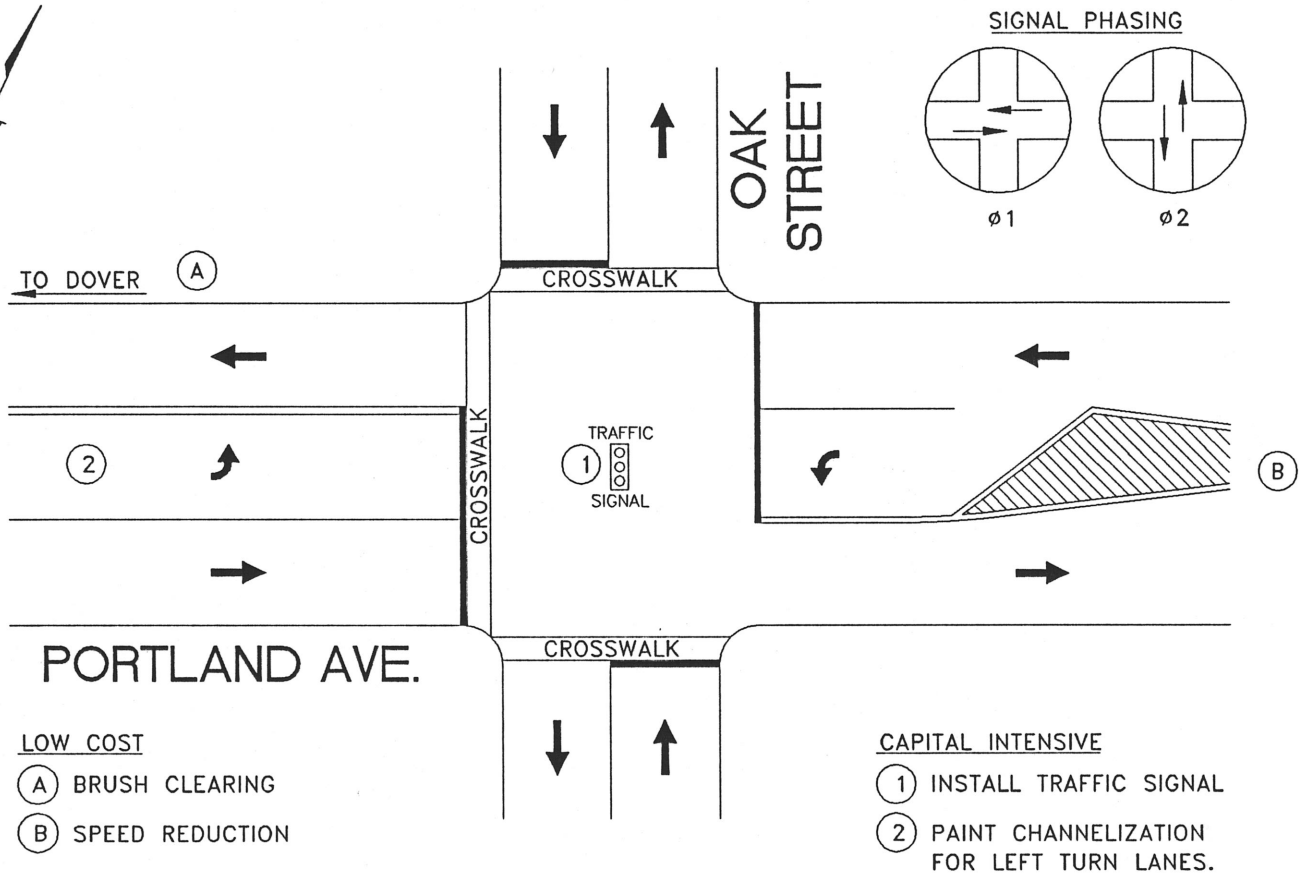 SIGNAL PHASING
OAK
STREET
ø1
ø2
TO DOVER
A
CROSSWALK
2
CROSSWALK
1
TRAFFIC
SIGNAL
B
CROSSWALK
PORTLAND AVE.
LOW COST
A BRUSH CLEARING
B SPEED REDUCTION
CAPITAL INTENSIVE
1 INSTALL TRAFFIC SIGNAL
2 PAINT CHANNELIZATION
FOR LEFT TURN LANES.